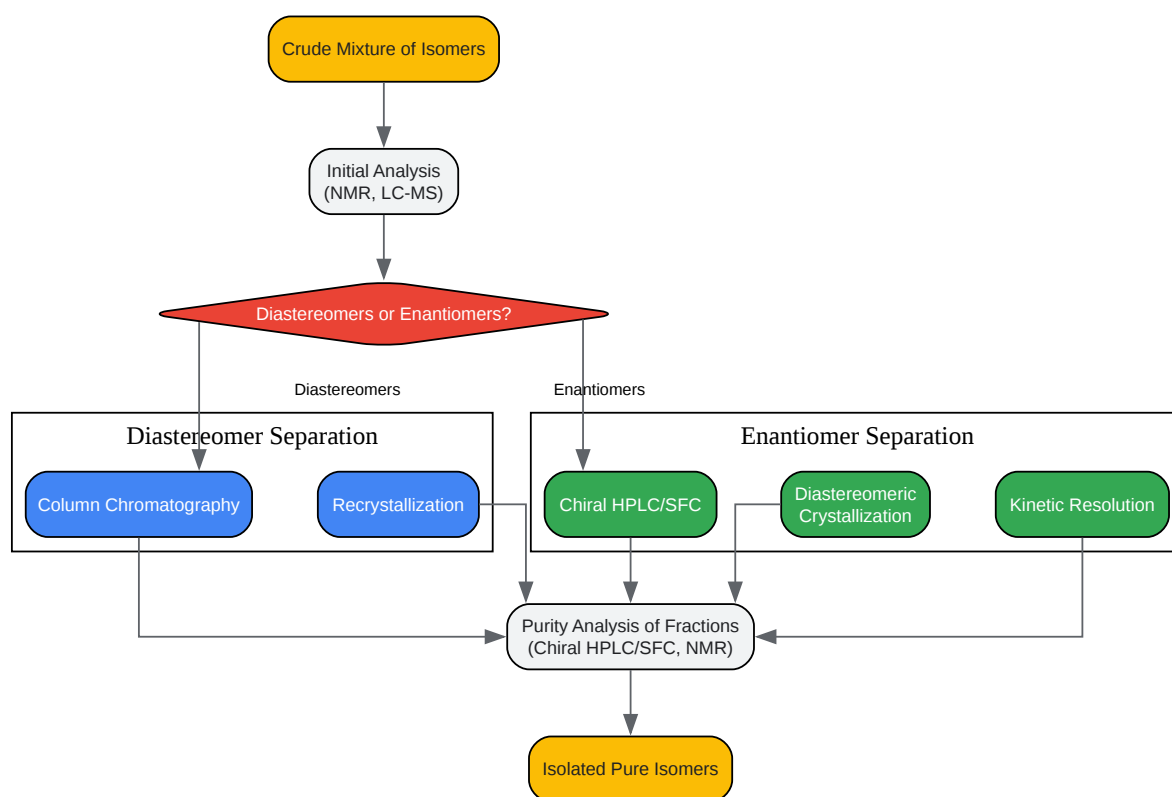 Crude Mixture of Isomers
Initial Analysis
(NMR, LC-MS)
Diastereomers or Enantiomers?
Diastereomers
Enantiomers
Diastereomer Separation
Enantiomer Separation
Column Chromatography
Recrystallization
Chiral HPLC/SFC
Diastereomeric
Crystallization
Kinetic Resolution
Purity Analysis of Fractions
(Chiral HPLC/SFC, NMR)
Isolated Pure Isomers